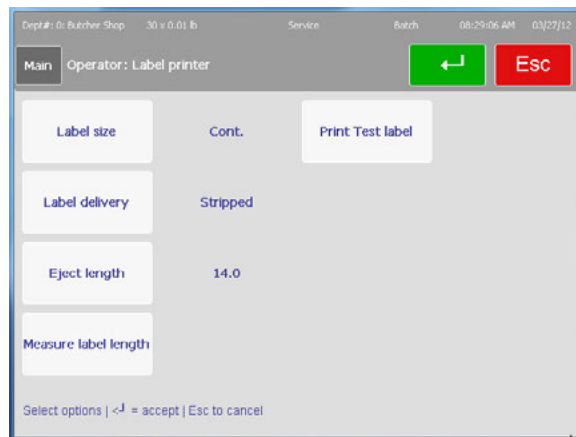 Dept#: 0: Butcher Shop 30 x 0.01 lb Service Batch 08:29:06 AM 03/27/12
Main Operator: Label printer Esc
Label size Cont. Print Test label
Label delivery Stripped
Eject length 14.0
Measure label length
Select options | <┘ = accept | Esc to cancel